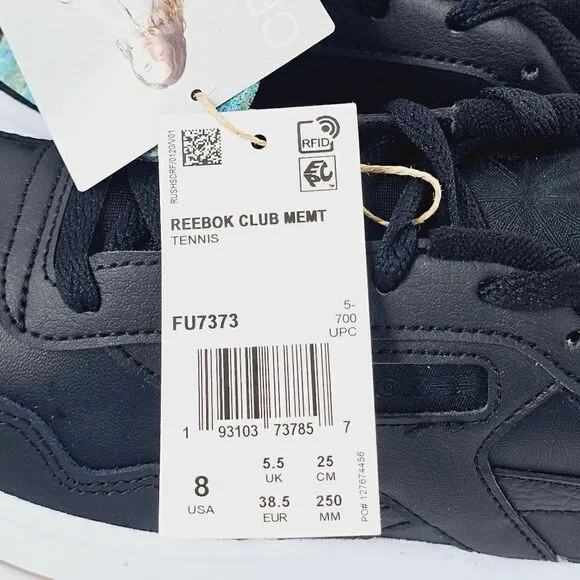 RUSHSDRF/0120/V01
RFID
EPC
REEBOK CLUB MEMT
TENNIS
FU7373
5-
700
UPC
1 93103 73785 7
8
USA
5.5
UK
25
CM
38.5
EUR
250
MM
PO# 127674456